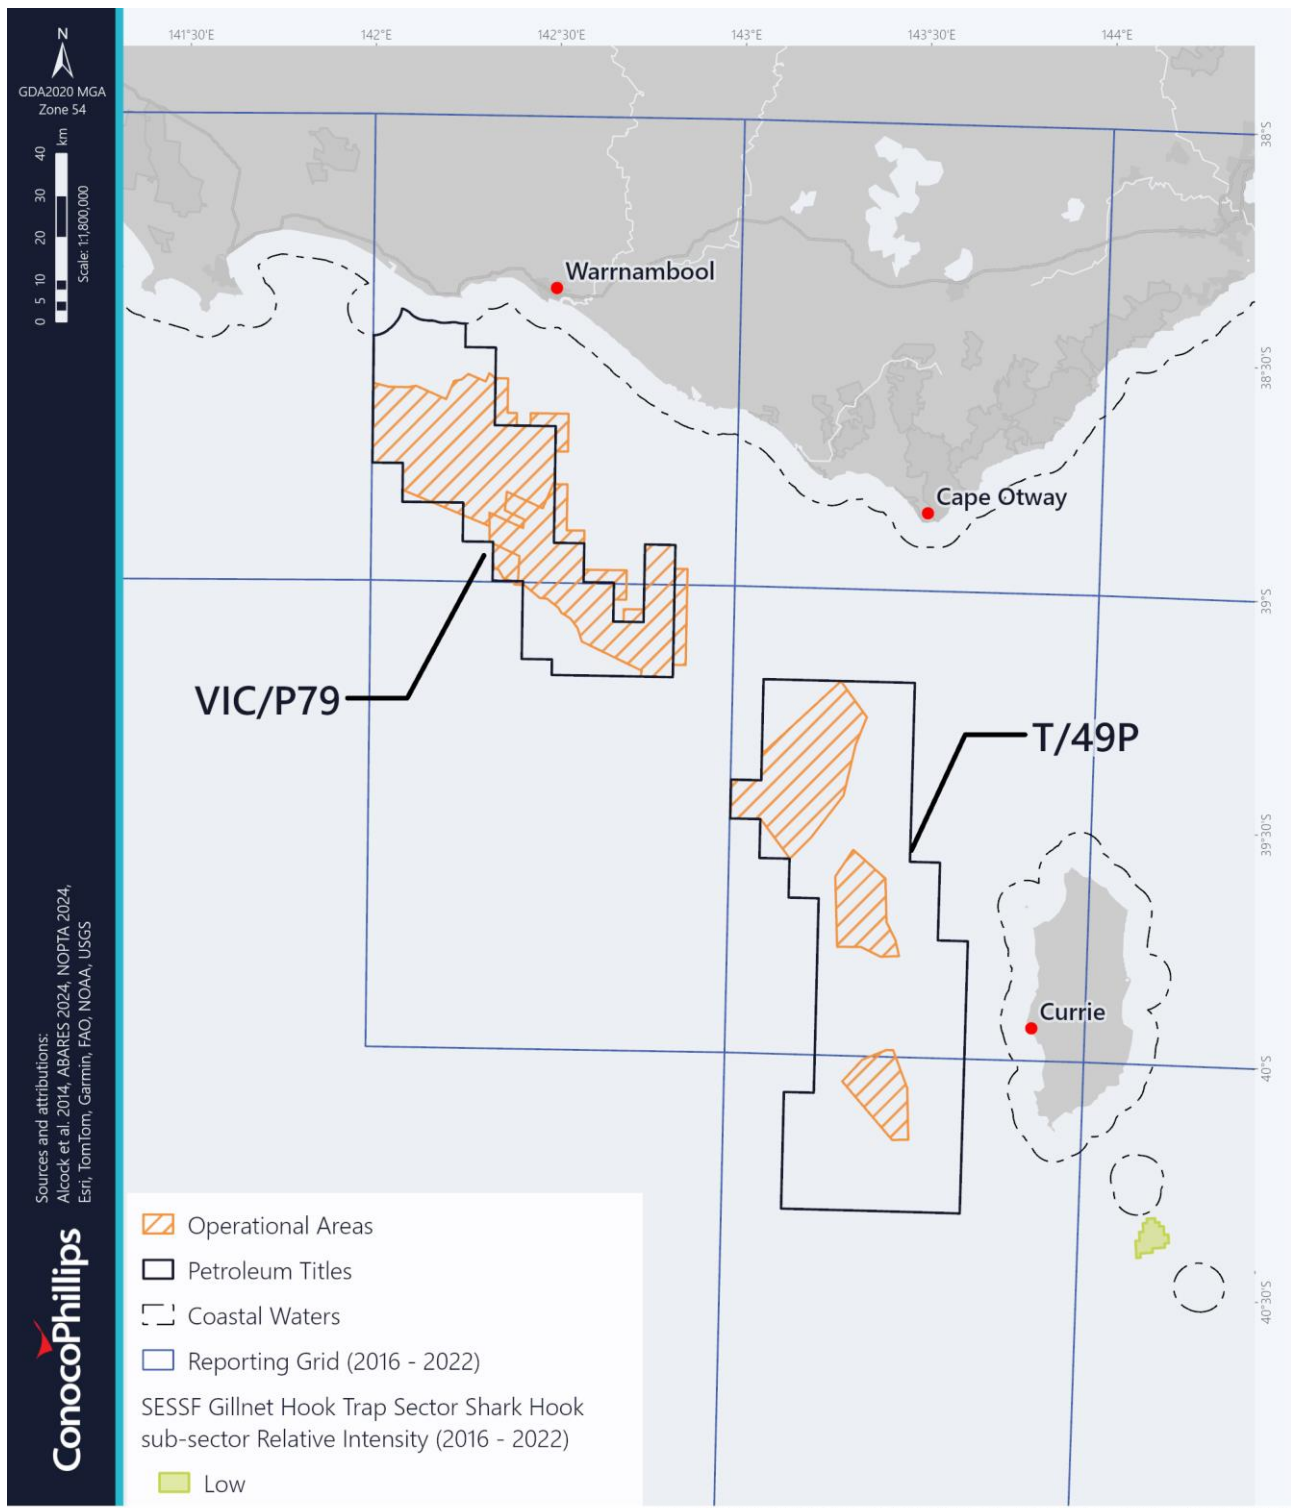 N
GDA2020 MGA
Zone 54
0 5 10 20 30 40 km
Scale: 1:1,800,000
141°30'E 142°E 142°30'E 143°E 143°30'E 144°E
38°S
38°30'S
39°S
39°30'S
40°S
40°30'S
Warrnambool
Cape Otway
VIC/P79
T/49P
Currie
Sources and attributions:
Alcock et al. 2014, ABARES 2024, NOPTA 2024,
Esri, TomTom, Garmin, FAO, NOAA, USGS
ConocoPhillips
Operational Areas
Petroleum Titles
Coastal Waters
Reporting Grid (2016 - 2022)
SESSF Gillnet Hook Trap Sector Shark Hook
sub-sector Relative Intensity (2016 - 2022)
Low